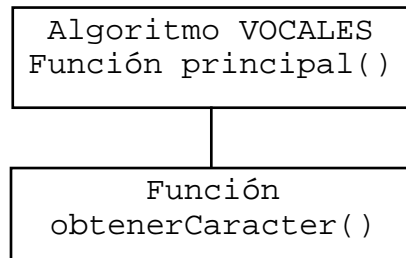 Algoritmo VOCALES
Función principal()
Función
obtenerCaracter()